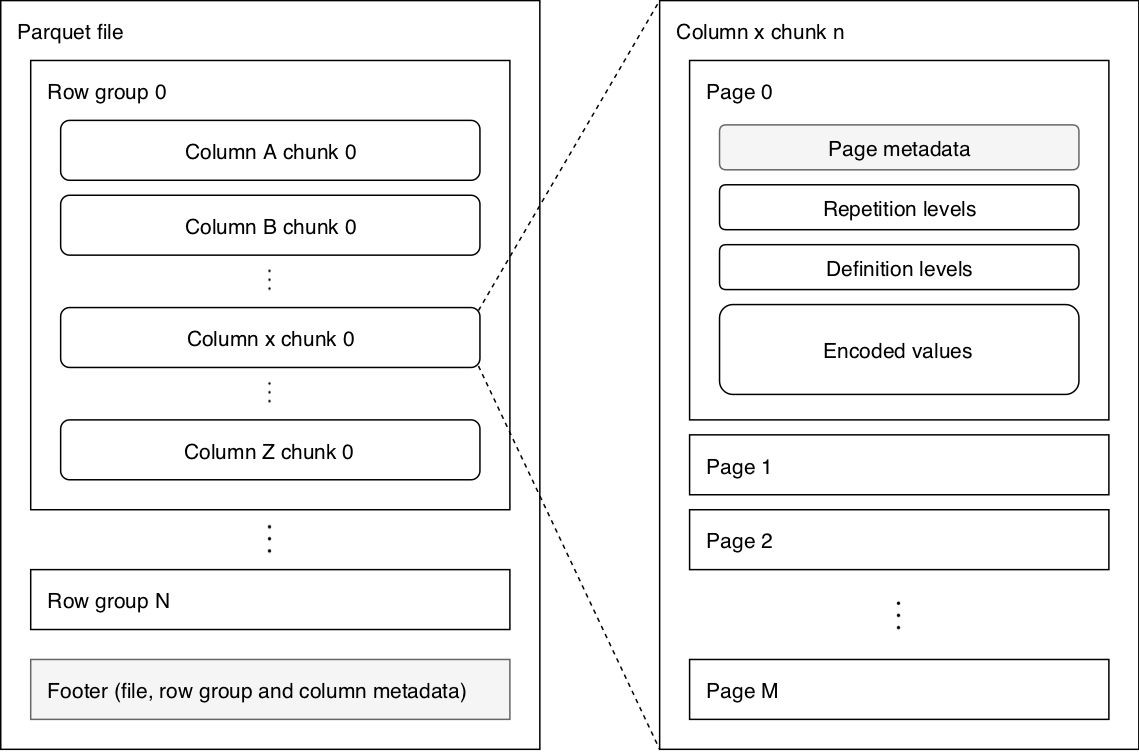 Parquet file
Row group 0
Column A chunk 0
Column B chunk 0
Column x chunk 0
Column Z chunk 0
Row group N
Footer (file, row group and column metadata)
Column x chunk n
Page 0
Page metadata
Repetition levels
Definition levels
Encoded values
Page 1
Page 2
Page M